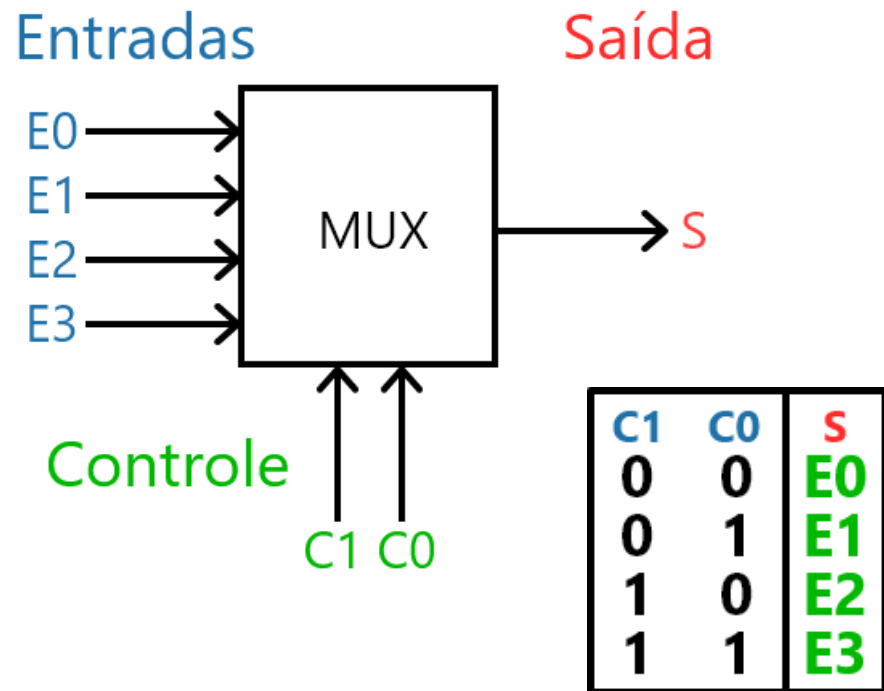 Entradas Saída
E0
E1
E2
E3
MUX
S
Controle
C1 C0
C1 C0 S
0 0 E0
0 1 E1
1 0 E2
1 1 E3